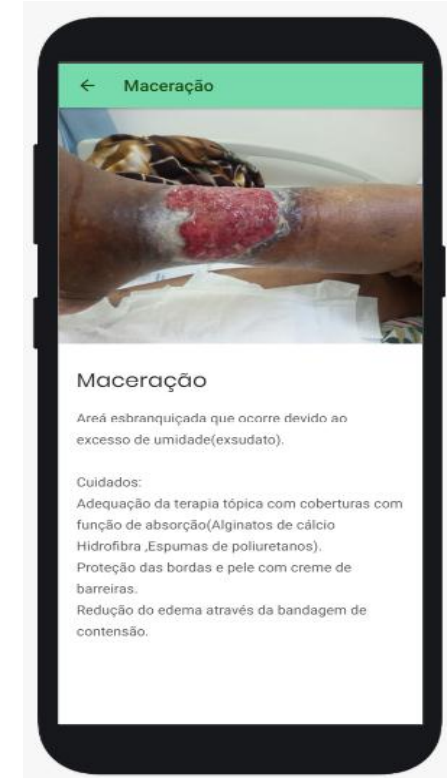 Maceração
Maceração
Areá esbranquiçada que ocorre devido ao
excesso de umidade(exsudato).
Cuidados:
Adequação da terapia tópica com coberturas com
função de absorção(Alginatos de cálcio
Hidrofibra ,Espumas de poliuretanos).
Proteção das bordas e pele com creme de
barreiras.
Redução do edema através da bandagem de
contensão.